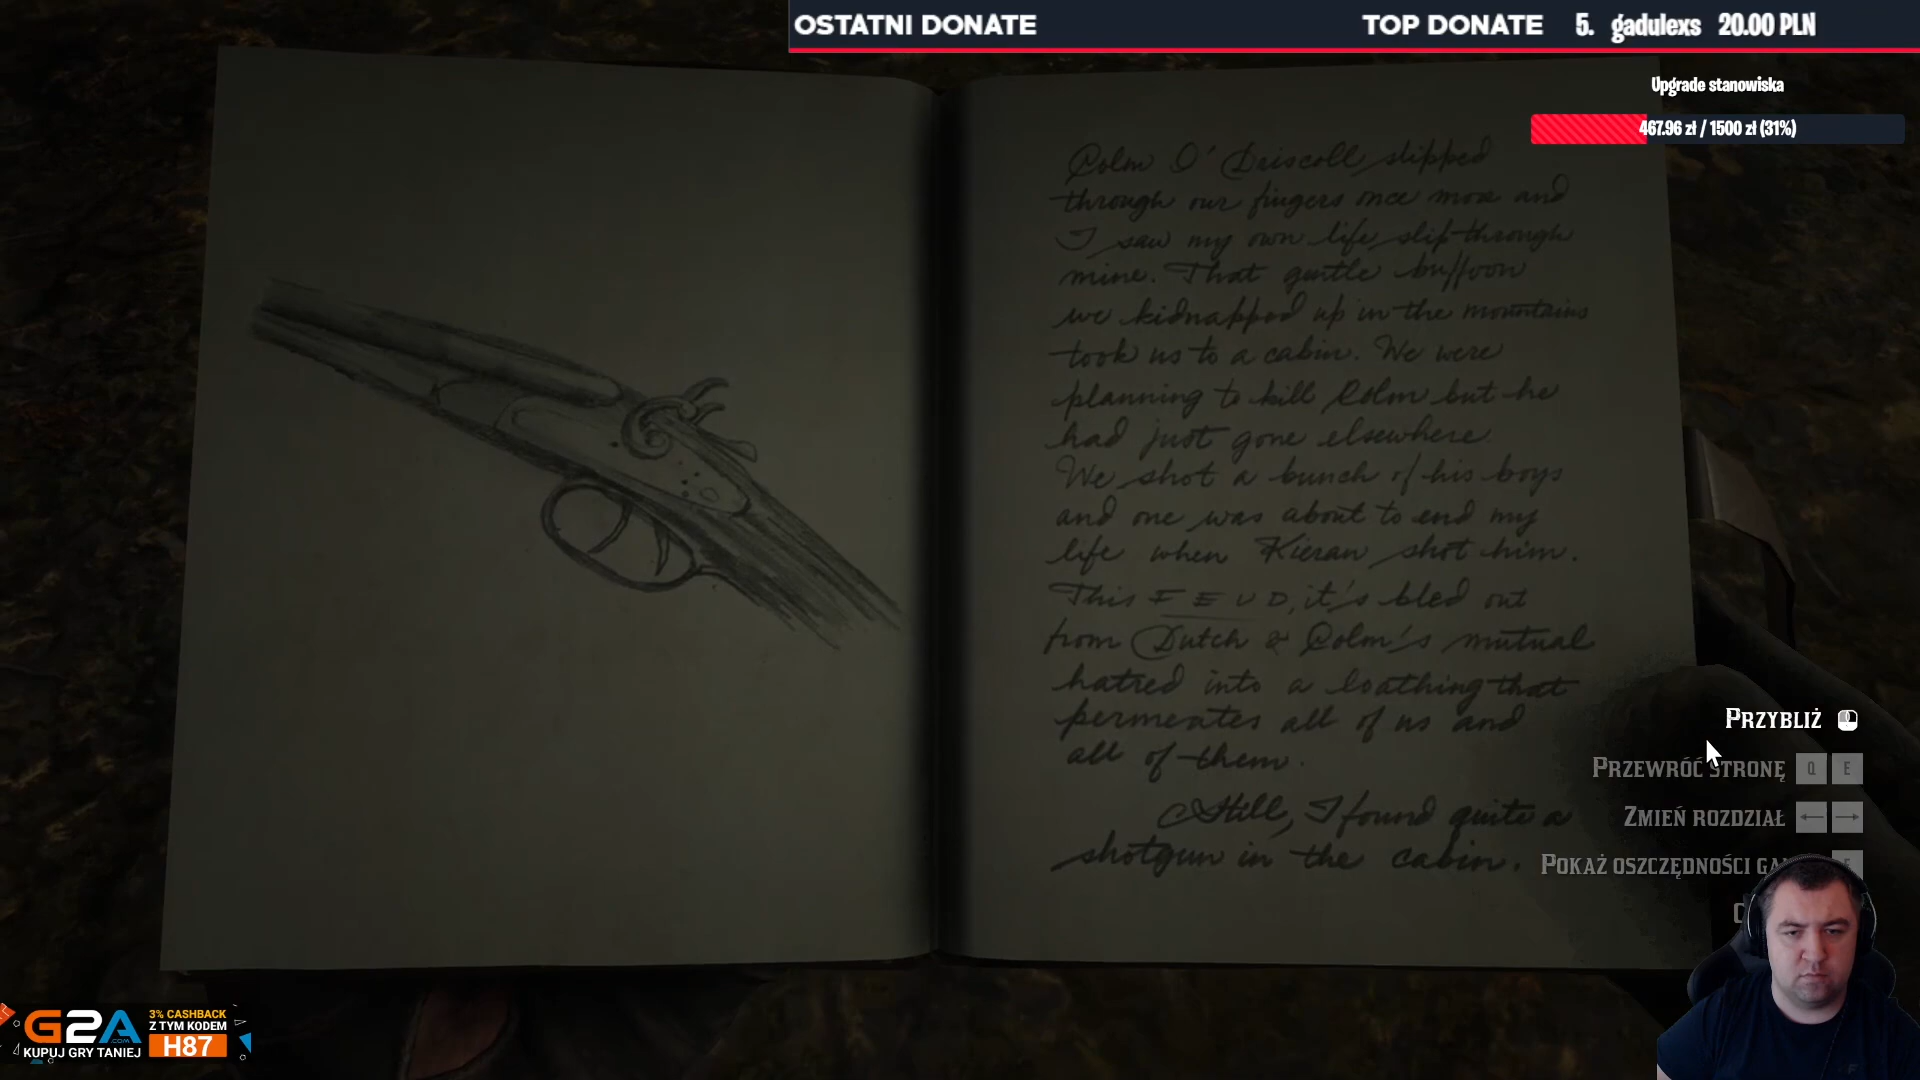 OSTATNI DONATE
TOP DONATE 5. gadulexs 20.00 PLN
Upgrade stanowiska
467.96 zł / 1500 zł (31%)
Colm O'Driscoll slipped
through our fingers once more and
I saw my own life slip through
mine. That gentle buffoon
we kidnapped up in the mountains
took us to a cabin. We were
planning to kill Colm but he
had just gone elsewhere.
We shot a bunch of his boys
and one was about to end my
life when Kieran shot him.
This FEUD, it's bled out
from Dutch & Colm's mutual
hatred into a loathing that
permeates all of us and
all of them.
Still, I found quite a
shotgun in the cabin.
PRZYBLIŻ
PRZEWRÓĆ STRONĘ Q E
ZMIEŃ ROZDZIAŁ ← →
POKAŻ OSZCZĘDNOŚCI
G2A.COM
KUPUJ GRY TANIEJ
3% CASHBACK
Z TYM KODEM
H87